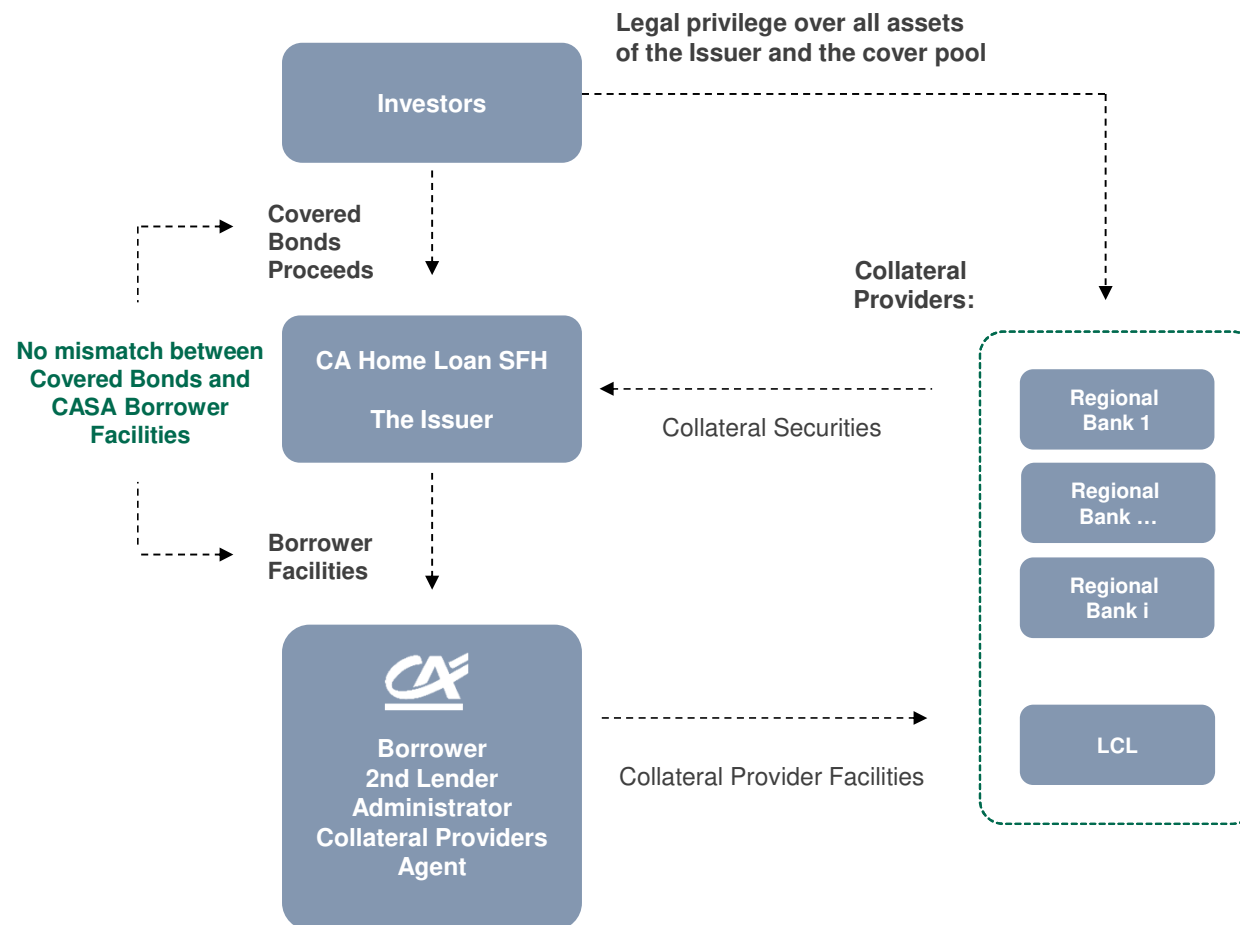 Legal privilege over all assets
of the Issuer and the cover pool
Investors
Covered
Bonds
Proceeds
Collateral
Providers:
No mismatch between
Covered Bonds and
CASA Borrower
Facilities
CA Home Loan SFH
The Issuer
Collateral Securities
Regional
Bank 1
Regional
Bank …
Regional
Bank i
Borrower
Facilities
CA
Borrower
2nd Lender
Administrator
Collateral Providers
Agent
Collateral Provider Facilities
LCL